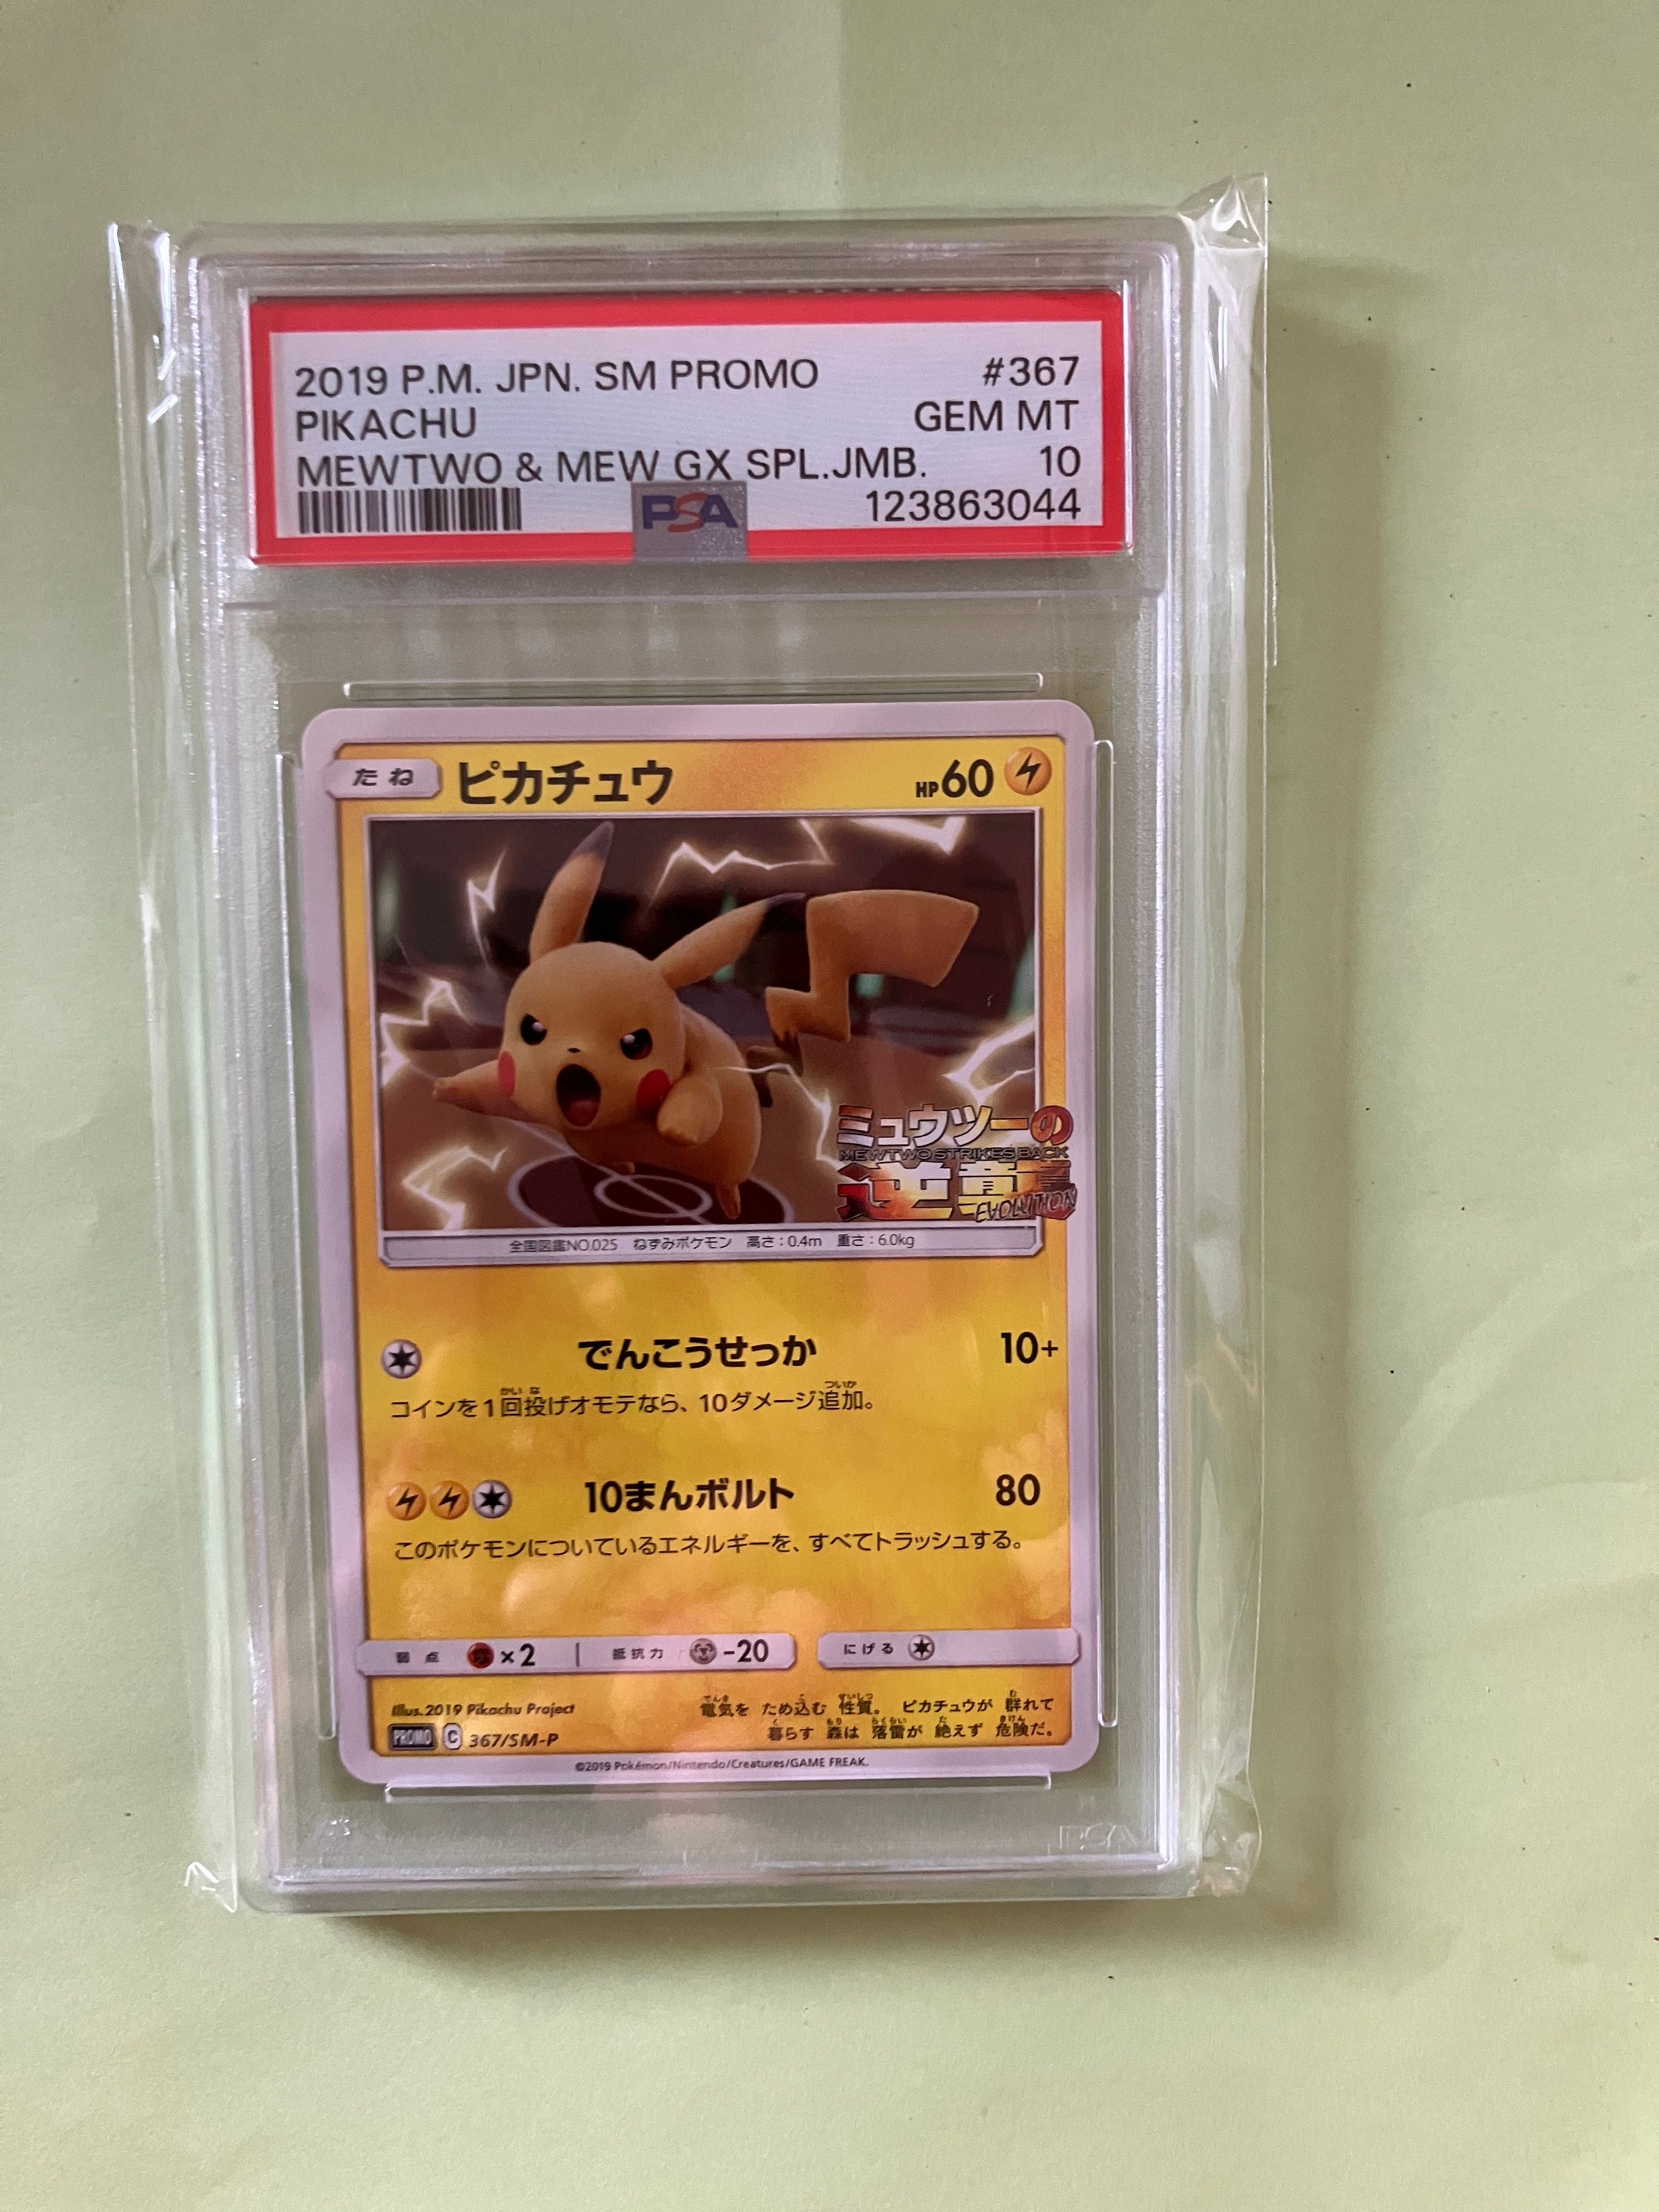 2019 P.M. JPN. SM PROMO #367
PIKACHU GEM MT
MEWTWO & MEW GX SPL.JMB. 10
PSA 123863044
たね ピカチュウ HP60
ミュウツーの
MEWTWO STRIKES BACK
逆襲
EVOLUTION
全国図鑑NO.025 ねずみポケモン 高さ:0.4m 重さ:6.0kg
でんこうせっか 10+
コインを1回投げオモテなら、10ダメージ追加。
10まんボルト 80
このポケモンについているエネルギーを、すべてトラッシュする。
弱点 ×2 抵抗力 -20 にげる
Illus.2019 Pikachu Project
電気を ため込む 性質。 ピカチュウが 群れて
暮らす 森は 落雷が 絶えず 危険だ。
PROMO C 367/SM-P
©2019 Pokémon/Nintendo/Creatures/GAME FREAK.
PSA